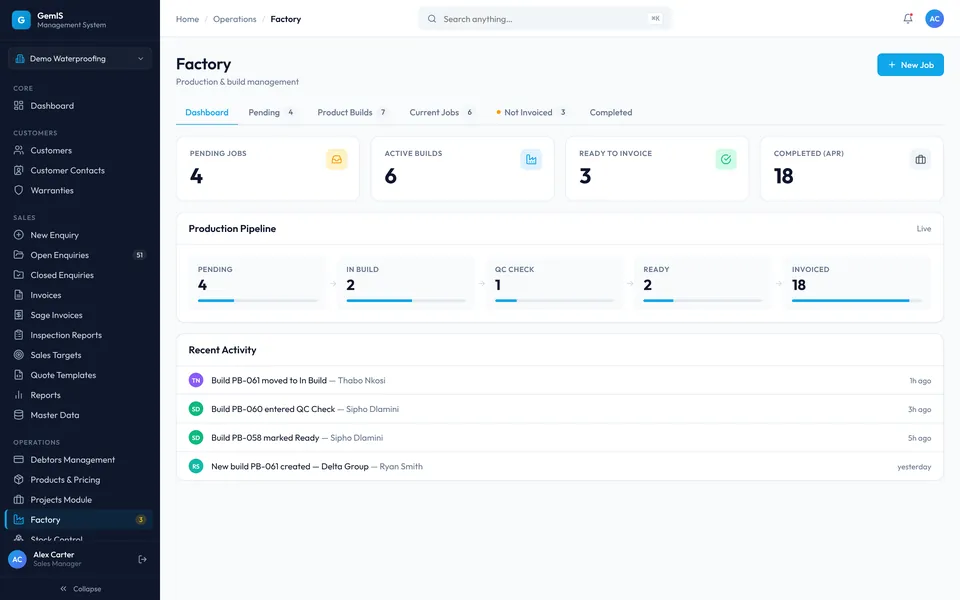 G
GemIS
Management System
Demo Waterproofing
CORE
Dashboard
CUSTOMERS
Customers
Customer Contacts
Warranties
SALES
New Enquiry
Open Enquiries 51
Closed Enquiries
Invoices
Sage Invoices
Inspection Reports
Sales Targets
Quote Templates
Reports
Master Data
OPERATIONS
Debtors Management
Products & Pricing
Projects Module
Factory 3
Stock Control
AC
Alex Carter
Sales Manager
Collapse
Home / Operations / Factory
Search anything...
⌘K
AC
Factory
Production & build management
New Job
Dashboard Pending 4 Product Builds 7 Current Jobs 6 Not Invoiced 3 Completed
PENDING JOBS
4
ACTIVE BUILDS
6
READY TO INVOICE
3
COMPLETED (APR)
18
Production Pipeline
Live
PENDING
4
IN BUILD
2
QC CHECK
1
READY
2
INVOICED
18
Recent Activity
TN Build PB-061 moved to In Build — Thabo Nkosi 1h ago
SD Build PB-060 entered QC Check — Sipho Dlamini 3h ago
SD Build PB-058 marked Ready — Sipho Dlamini 5h ago
RS New build PB-061 created — Delta Group — Ryan Smith yesterday